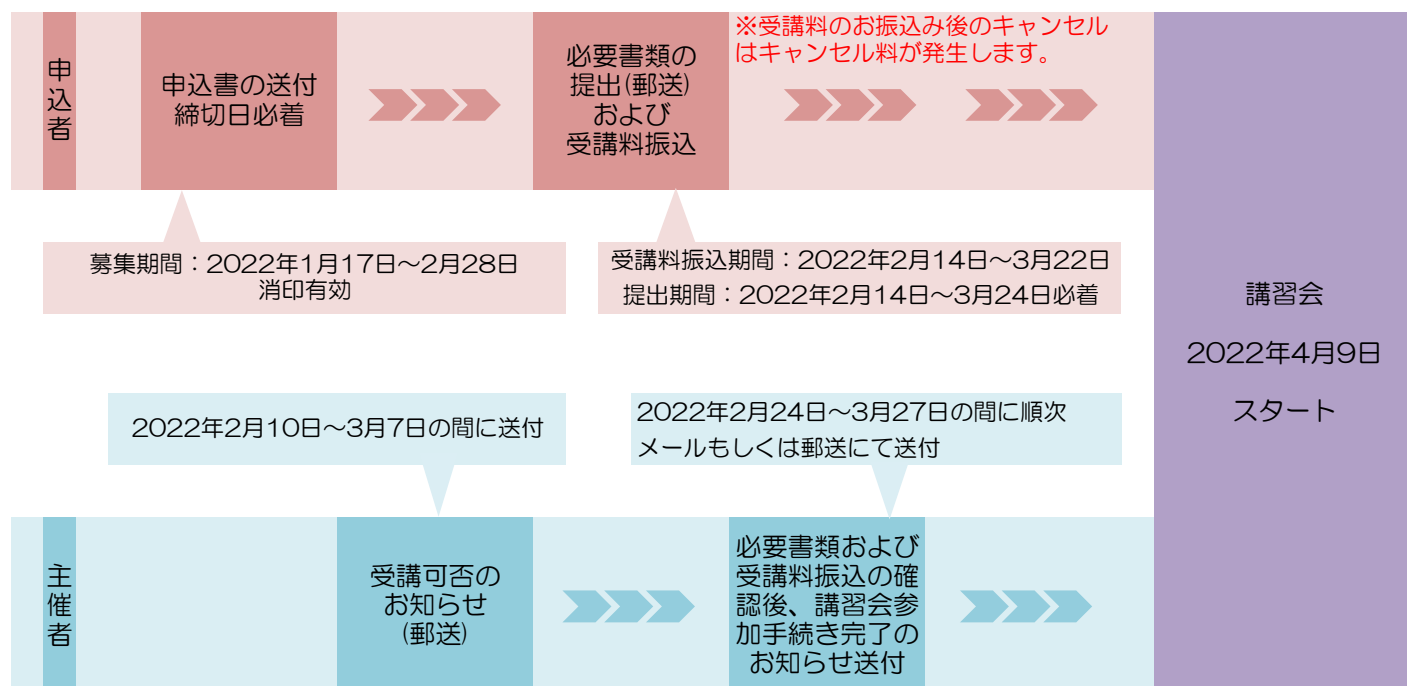 申込者
申込書の送付
締切日必着
必要書類の
提出(郵送)
および
受講料振込
※受講料のお振込み後のキャンセル
はキャンセル料が発生します。
募集期間：2022年1月17日～2月28日
消印有効
受講料振込期間：2022年2月14日～3月22日
提出期間：2022年2月14日～3月24日必着
講習会
2022年4月9日
スタート
2022年2月10日～3月7日の間に送付
2022年2月24日～3月27日の間に順次
メールもしくは郵送にて送付
主催者
受講可否の
お知らせ
(郵送)
必要書類および
受講料振込の確
認後、講習会参
加手続き完了の
お知らせ送付